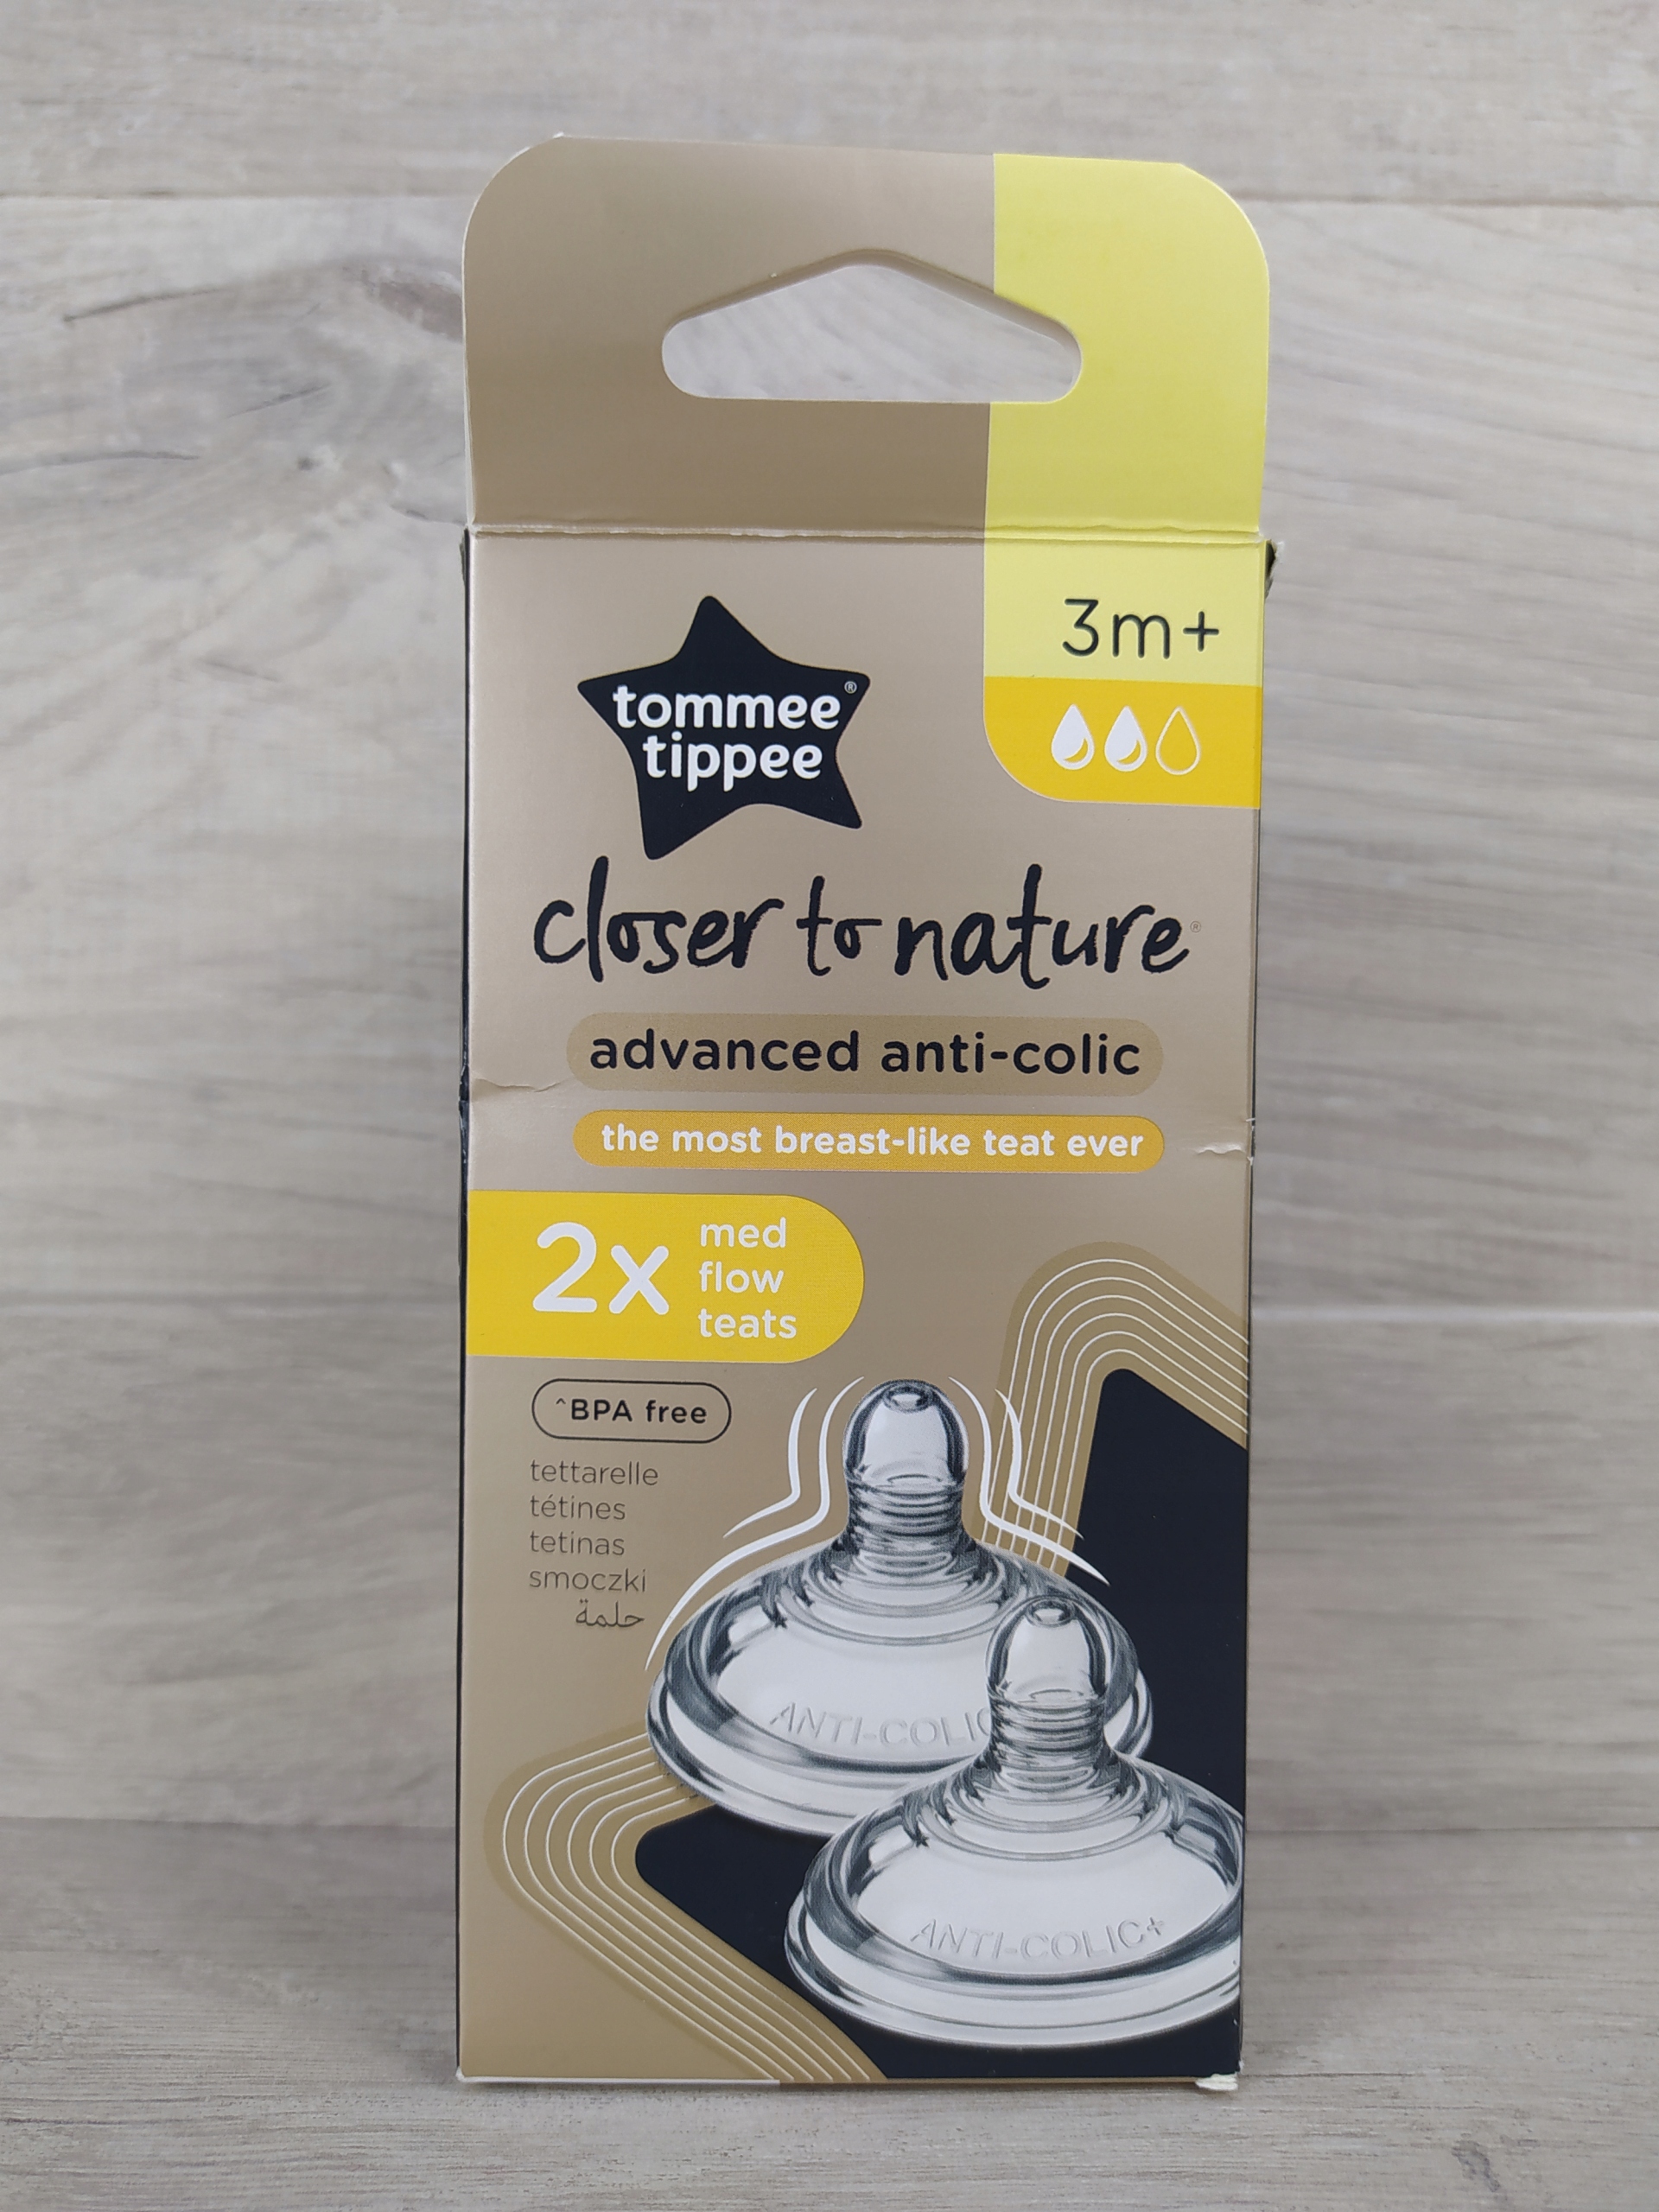 3m+
tommee®
tippee
closer to nature®
advanced anti-colic
the most breast-like teat ever
2x
med
flow
teats
^BPA free
tettarelle
tétines
tetinas
smoczki
حلمة
ANTI-COLIC
ANTI-COLIC+